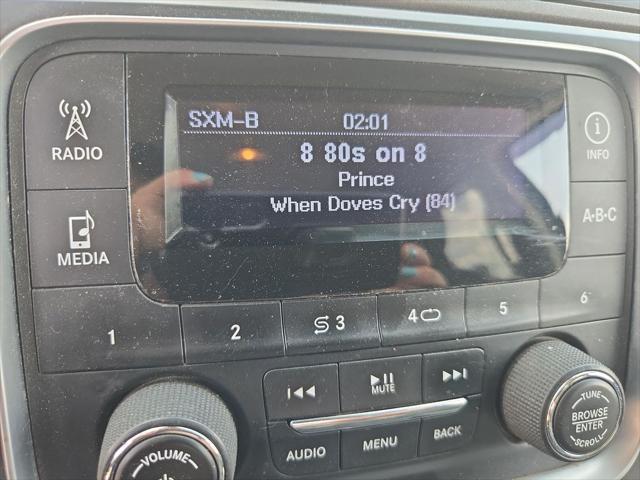 SXM-B 02:01
8 80s on 8
Prince
When Doves Cry (84)
RADIO
MEDIA
INFO
A•B•C
1 2 3 4 5 6
MUTE
AUDIO MENU BACK
VOLUME
TUNE
BROWSE
ENTER
SCROLL